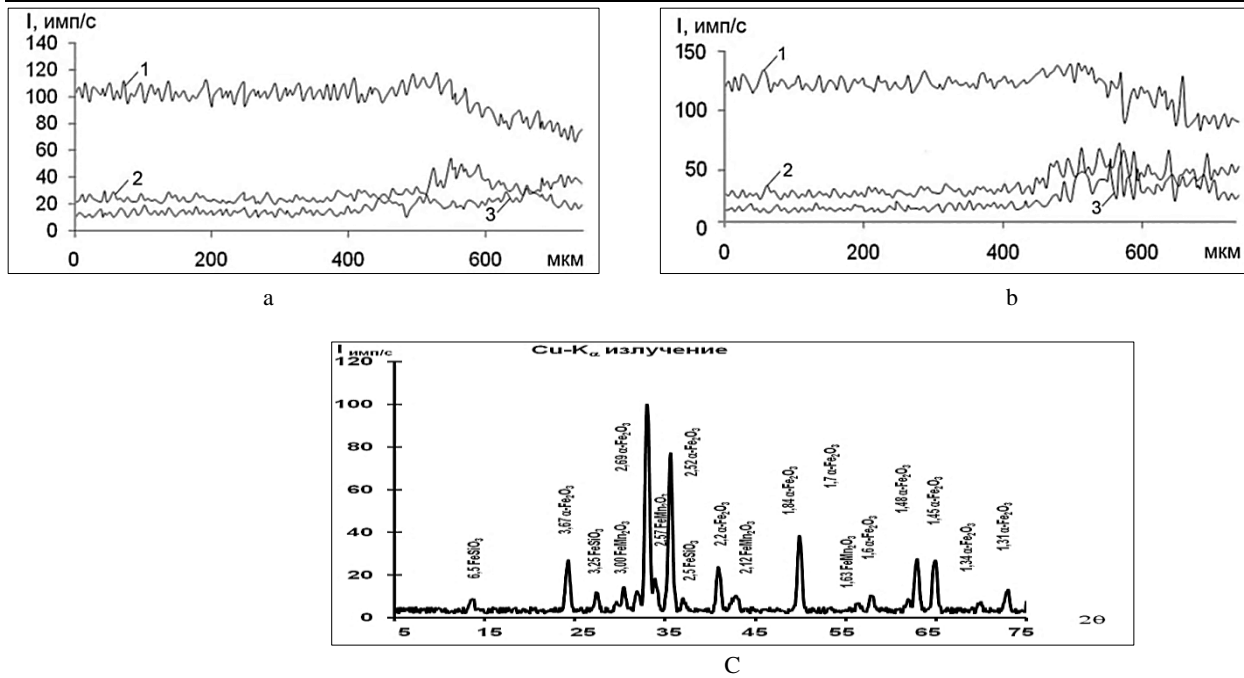 I, имп/с
140
120
100
80
60
40
20
0
1
2
3
0 200 400 600 мкм
a
I, имп/с
150
100
50
0
1
2
3
0 200 400 600 мкм
b
I имп/с
Cu-Kα излучение
120
100
80
60
40
20
0
6,5 FeSiO₃
3,67 α-Fe₂O₃
3,25 FeSiO₃
3,00 FeMn₂O₃
2,69 α-Fe₂O₃
2,57 FeMn₂O₃
2,52 α-Fe₂O₃
2,5 FeSiO₃
2,2 α-Fe₂O₃
2,12 FeMn₂O₃
1,84 α-Fe₂O₃
1,7 α-Fe₂O₃
1,63 FeMn₂O₃
1,6 α-Fe₂O₃
1,48 α-Fe₂O₃
1,45 α-Fe₂O₃
1,34 α-Fe₂O₃
1,31 α-Fe₂O₃
5 15 25 35 45 55 65 75 2Θ
C